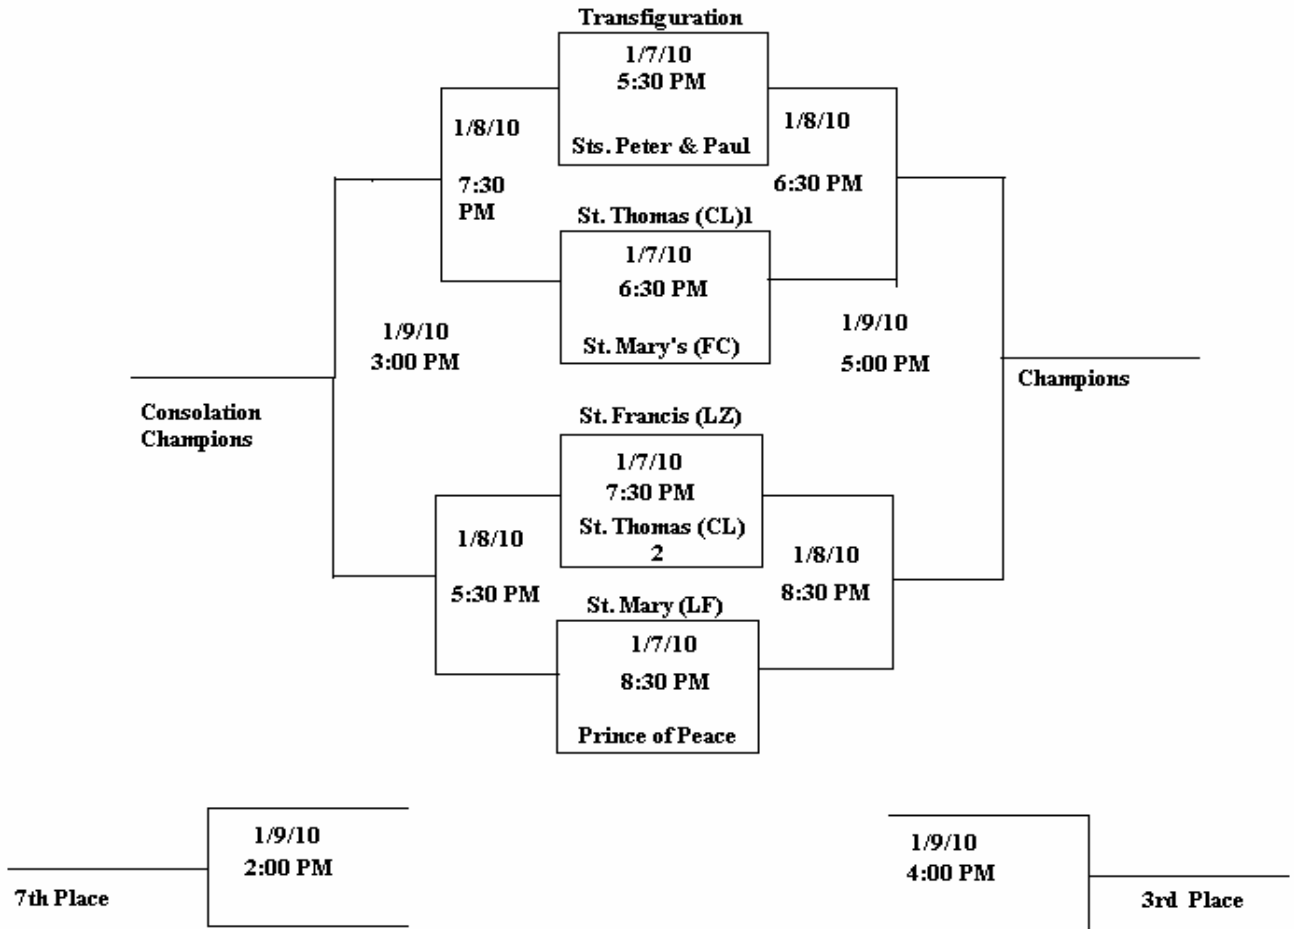 Transfiguration
1/7/10
5:30 PM
Sts. Peter & Paul
1/8/10
7:30
PM
1/8/10
6:30 PM
St. Thomas (CL)1
1/7/10
6:30 PM
St. Mary's (FC)
1/9/10
3:00 PM
1/9/10
5:00 PM
Consolation
Champions
Champions
St. Francis (LZ)
1/7/10
7:30 PM
St. Thomas (CL)
2
1/8/10
5:30 PM
1/8/10
8:30 PM
St. Mary (LF)
1/7/10
8:30 PM
Prince of Peace
1/9/10
2:00 PM
7th Place
1/9/10
4:00 PM
3rd Place